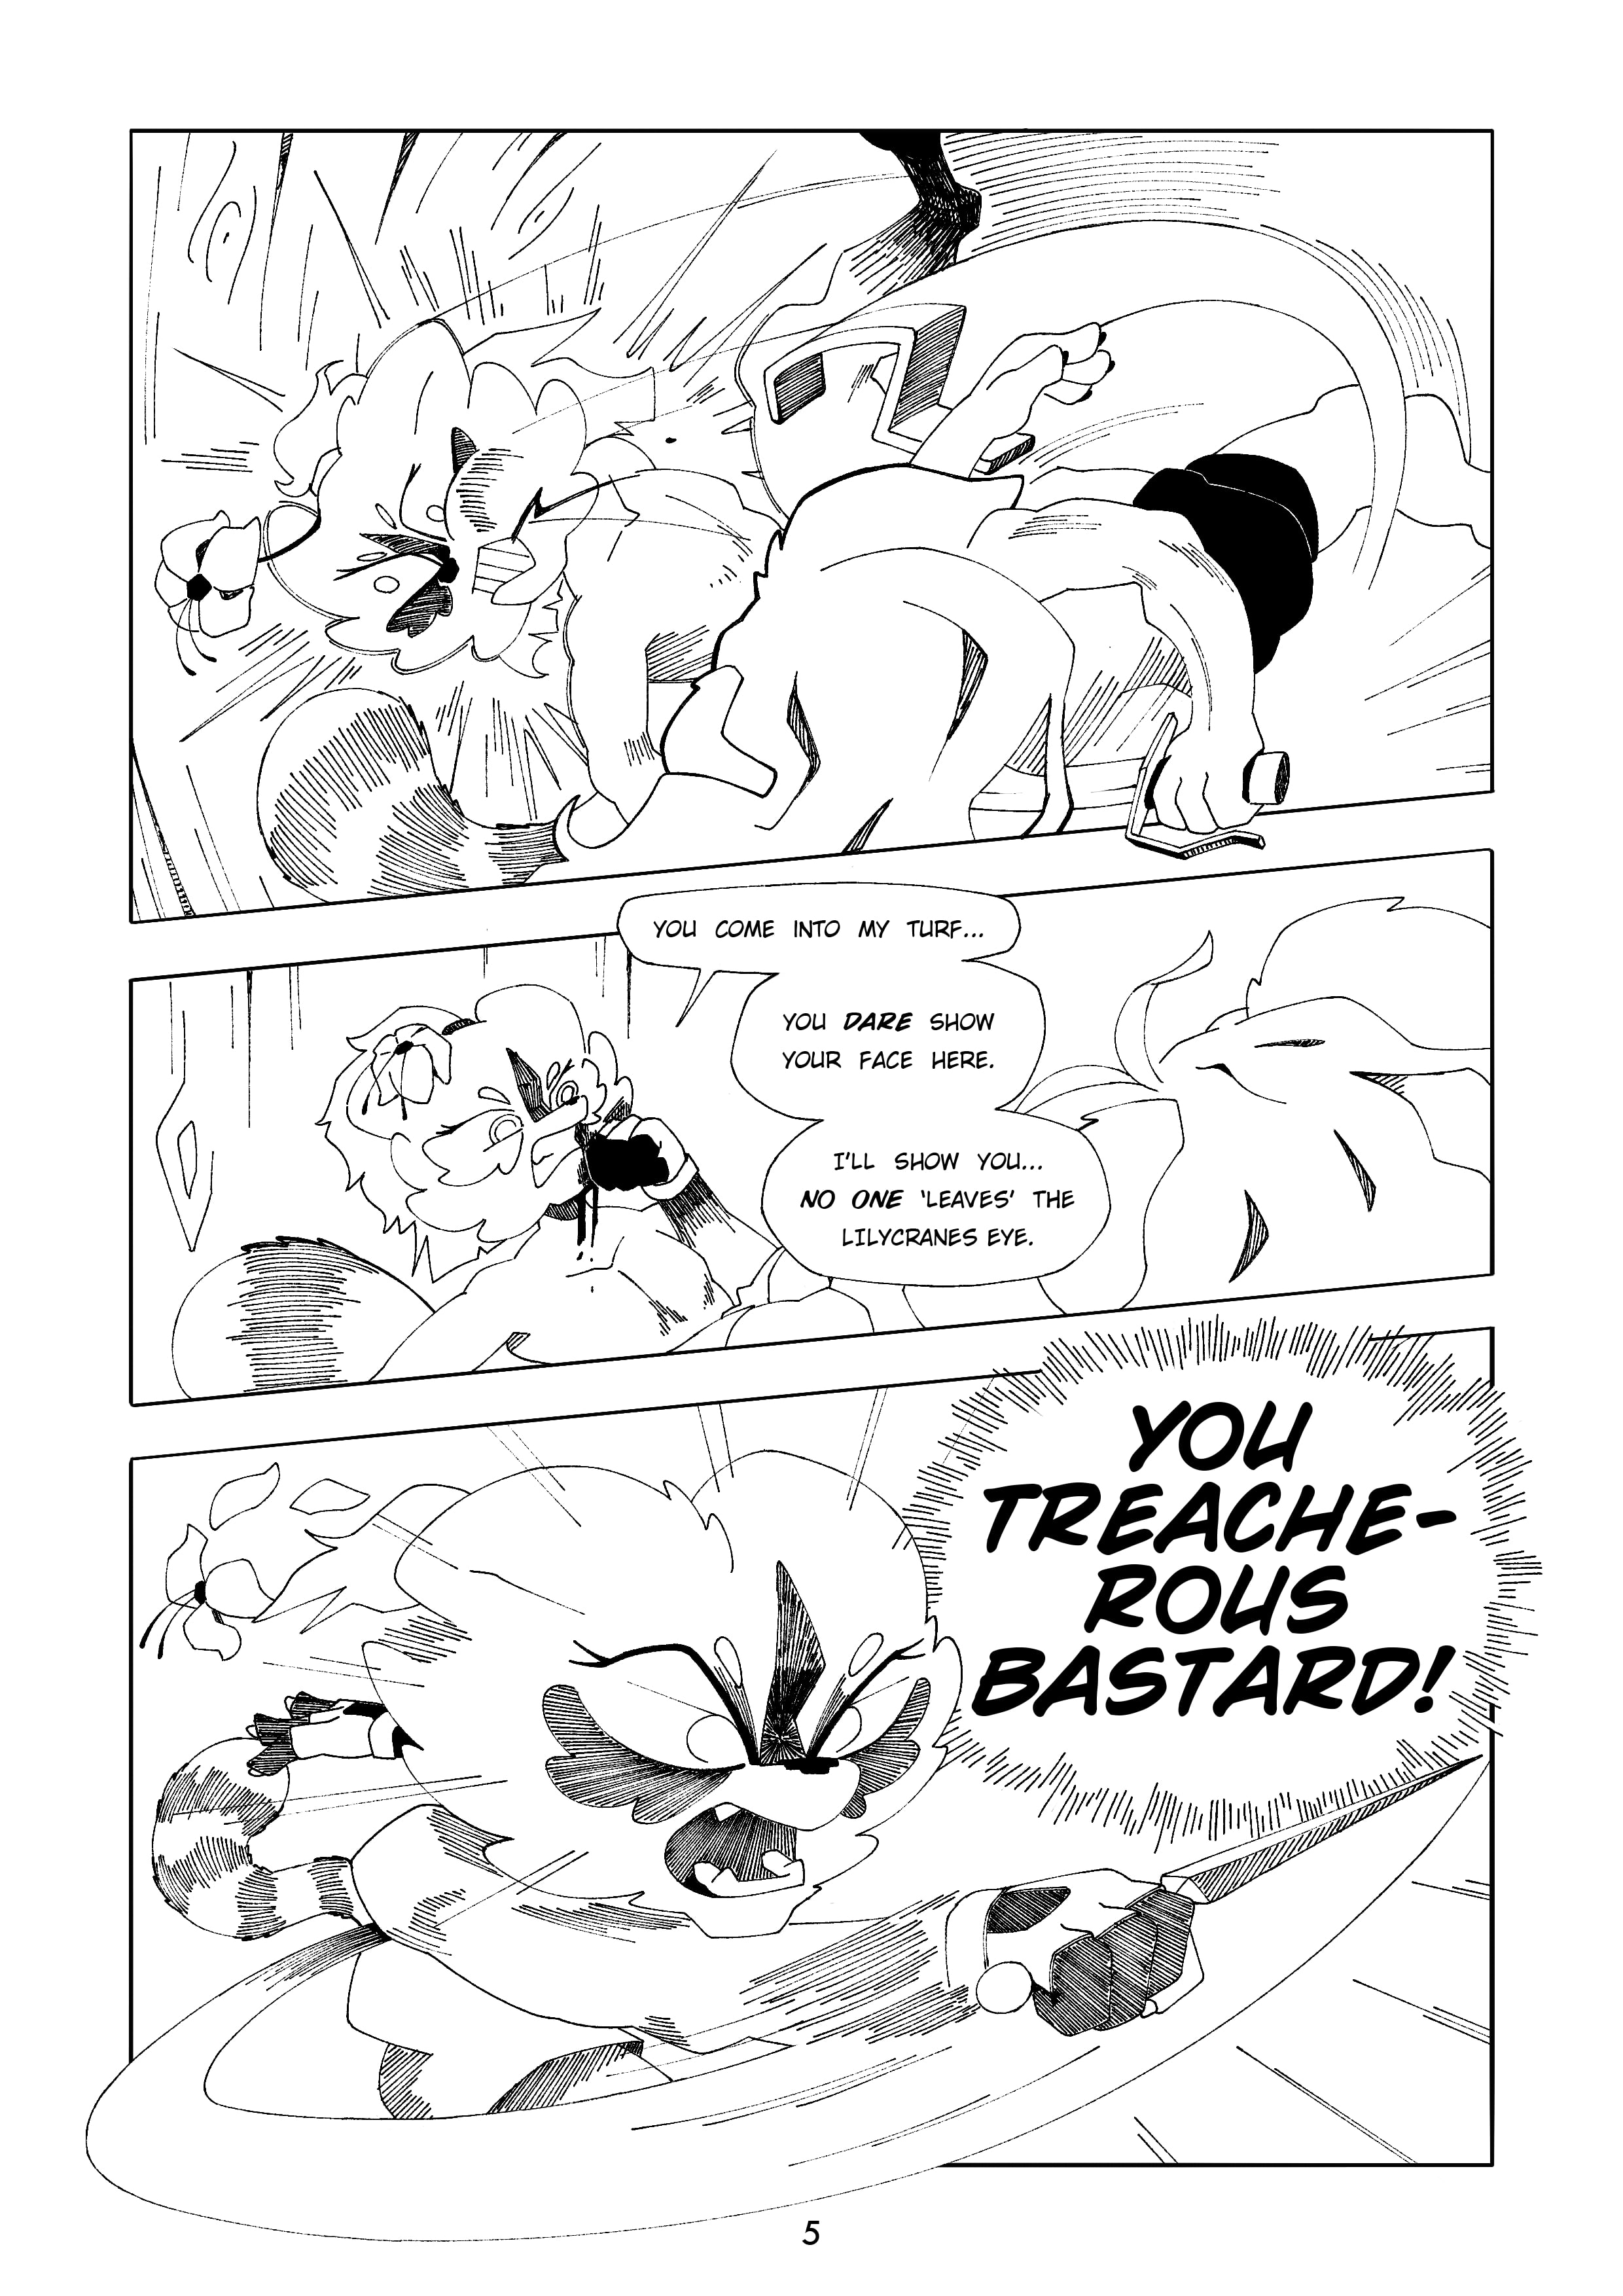 YOU COME INTO MY TURF...
YOU DARE SHOW
YOUR FACE HERE.
I'LL SHOW YOU...
NO ONE 'LEAVES' THE
LILYCRANES EYE.
YOU
TREACHE-
ROUS
BASTARD!
5